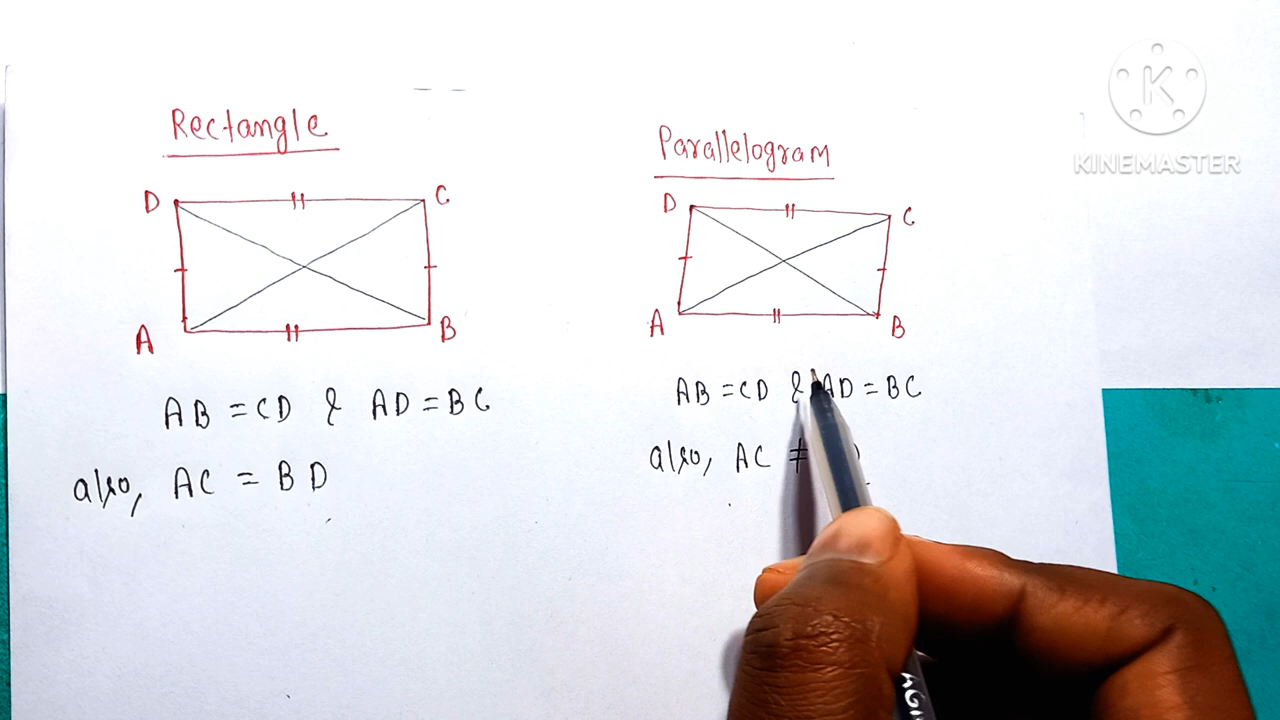 Rectangle
D C
A B
AB = CD & AD = BC
also, AC = BD
Parallelogram
D C
A B
AB = CD & AD = BC
also, AC ≠
K
KINEMASTER